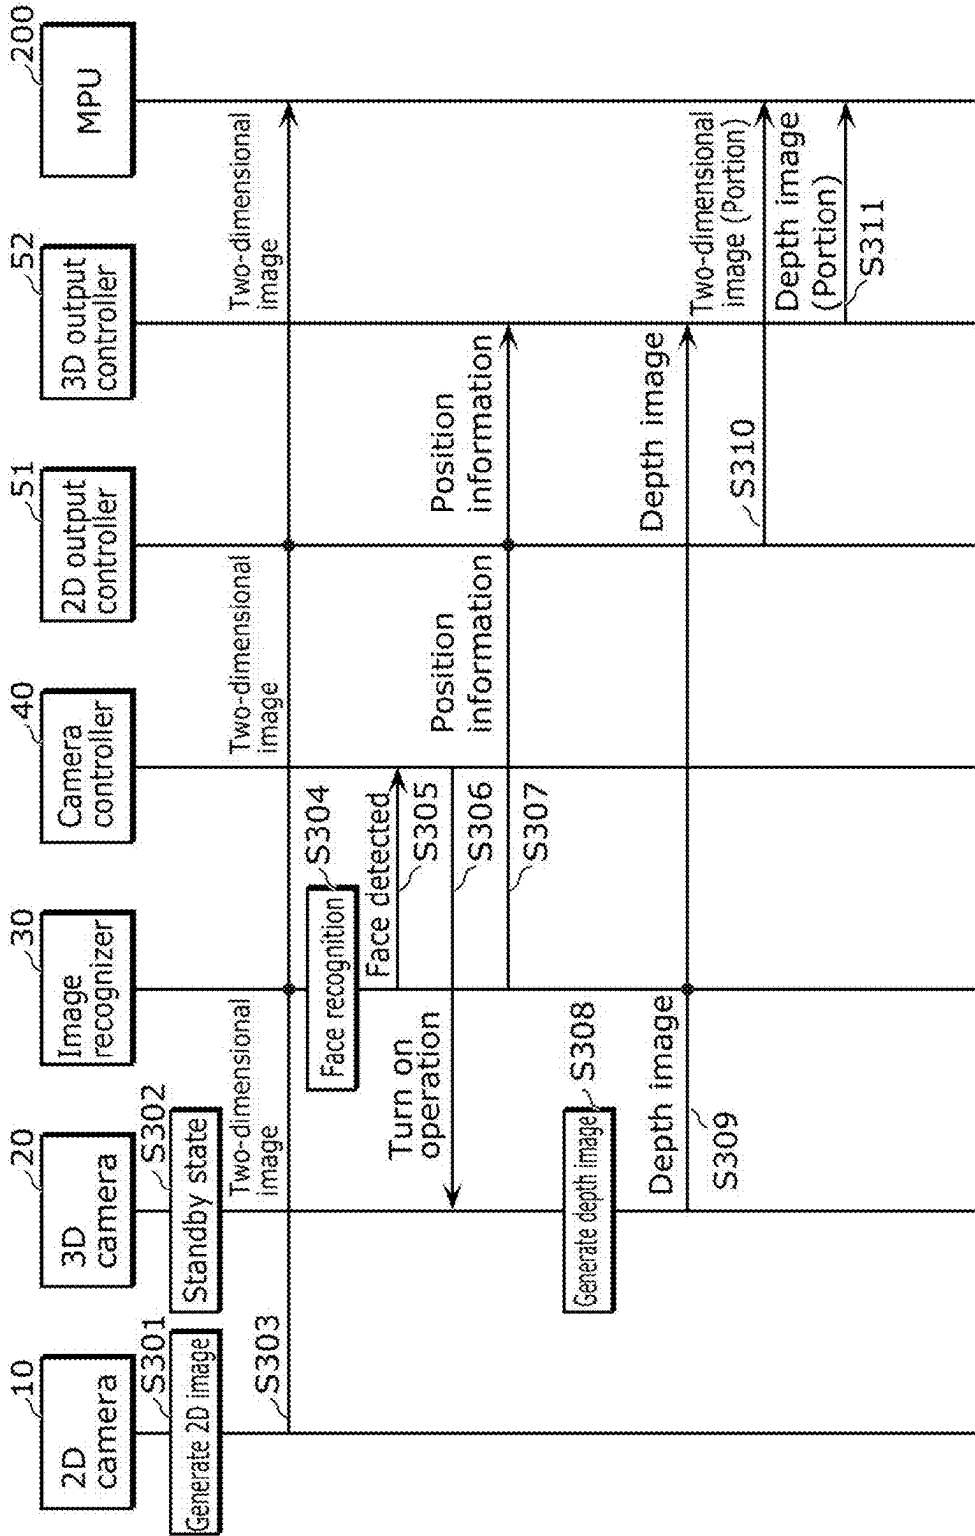 10
2D
camera
20
3D
camera
30
Image
recognizer
40
Camera
controller
51
2D output
controller
52
3D output
controller
200
MPU
S301
Generate 2D image
S302
Standby state
S303
Two-dimensional
image
Two-dimensional
image
Two-dimensional
image
S304
Face recognition
Face detected
S305
Turn on
operation
S306
Position
information
Position
information
S307
S308
Generate depth image
Depth image
Depth image
S309
Two-dimensional
image (Portion)
S310
Depth image
(Portion)
S311